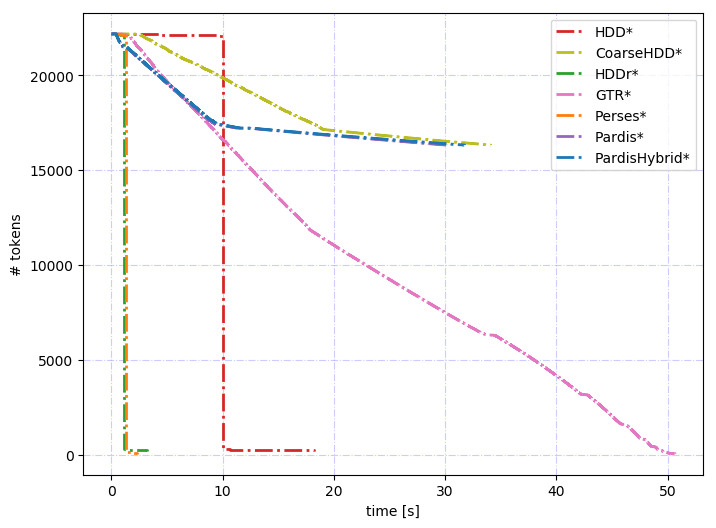 HDD*
CoarseHDD*
HDDr*
GTR*
Perses*
Pardis*
PardisHybrid*
# tokens
20000
15000
10000
5000
0
0 10 20 30 40 50
time [s]